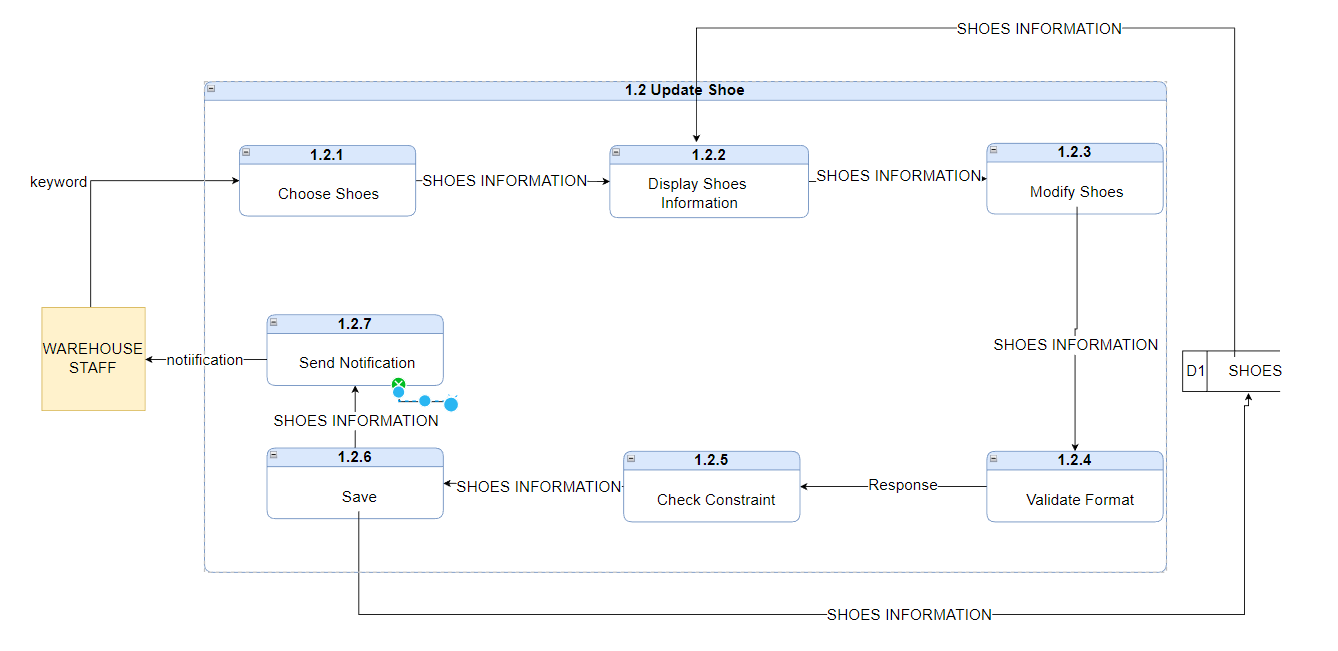 SHOES INFORMATION
1.2 Update Shoe
1.2.1
Choose Shoes
keyword
SHOES INFORMATION
1.2.2
Display Shoes
Information
SHOES INFORMATION
1.2.3
Modify Shoes
WAREHOUSE
STAFF
notiification
1.2.7
Send Notification
SHOES INFORMATION
SHOES INFORMATION
D1
SHOES
1.2.6
Save
SHOES INFORMATION
1.2.5
Check Constraint
Response
1.2.4
Validate Format
SHOES INFORMATION